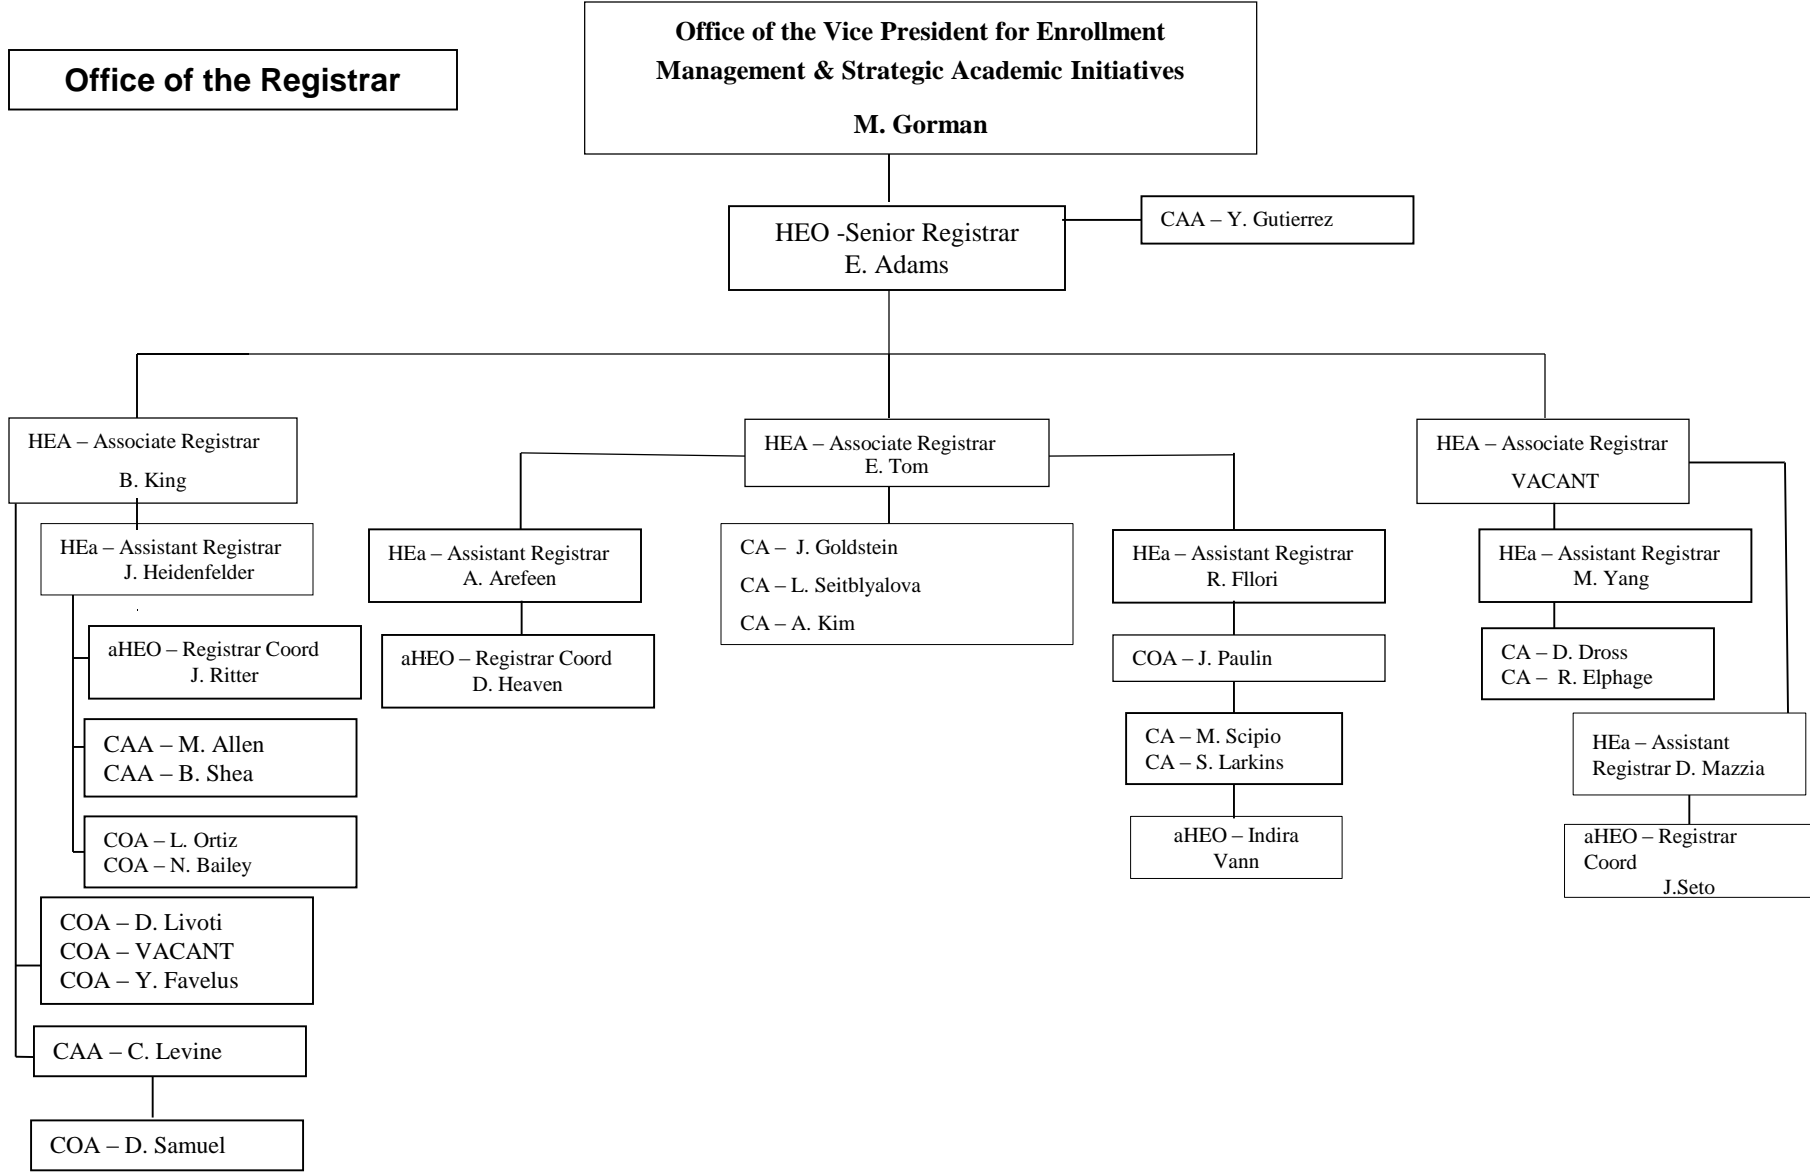 Office of the Registrar
Office of the Vice President for Enrollment
Management & Strategic Academic Initiatives
M. Gorman
HEO -Senior Registrar
E. Adams
CAA – Y. Gutierrez
HEA – Associate Registrar
B. King
HEa – Assistant Registrar
J. Heidenfelder
aHEO – Registrar Coord
J. Ritter
CAA – M. Allen
CAA – B. Shea
COA – L. Ortiz
COA – N. Bailey
COA – D. Livoti
COA – VACANT
COA – Y. Favelus
CAA – C. Levine
COA – D. Samuel
HEA – Associate Registrar
E. Tom
HEa – Assistant Registrar
A. Arefeen
aHEO – Registrar Coord
D. Heaven
CA – J. Goldstein
CA – L. Seitblyalova
CA – A. Kim
HEa – Assistant Registrar
R. Fllori
COA – J. Paulin
CA – M. Scipio
CA – S. Larkins
aHEO – Indira
Vann
HEA – Associate Registrar
VACANT
HEa – Assistant Registrar
M. Yang
CA – D. Dross
CA – R. Elphage
HEa – Assistant
Registrar D. Mazzia
aHEO – Registrar
Coord
J.Seto